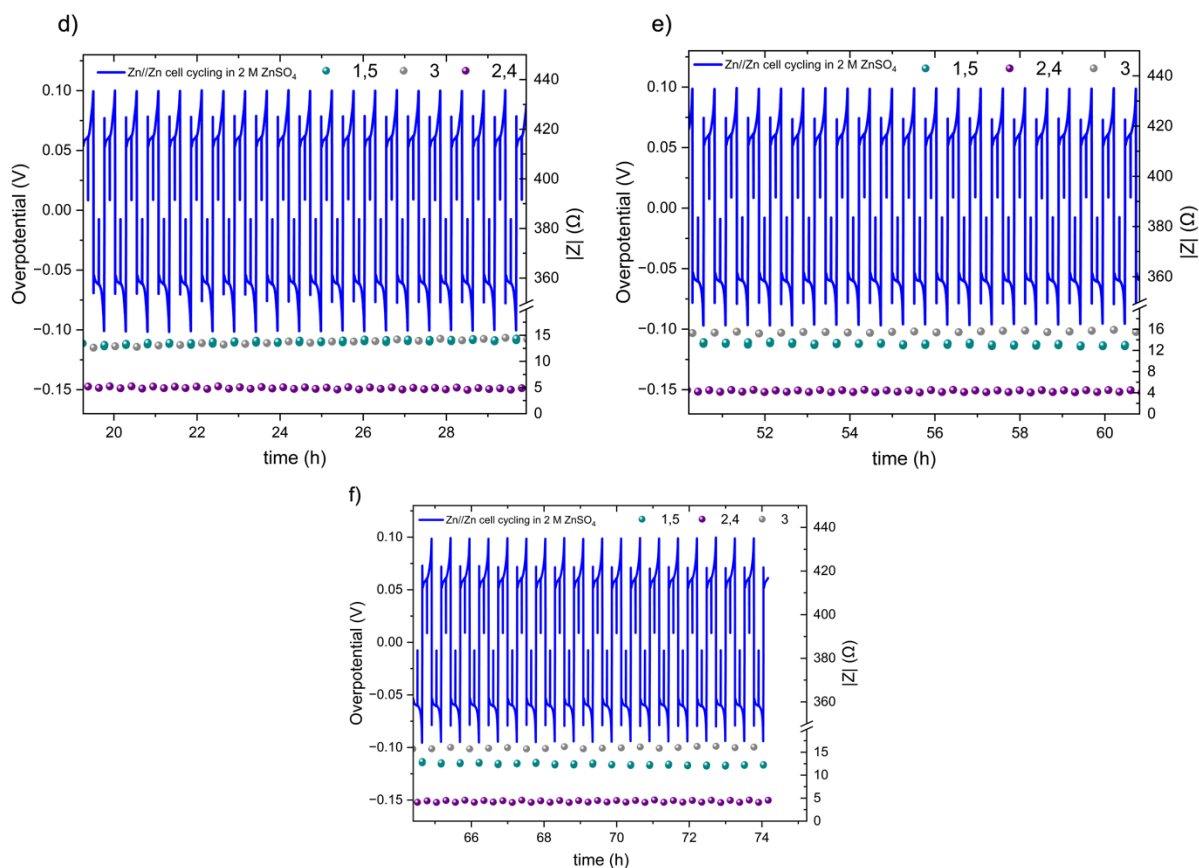 d)
Zn//Zn cell cycling in 2 M ZnSO4 1,5 3 2,4
0.10
0.05
0.00
−0.05
−0.10
−0.15
Overpotential (V)
440
420
400
380
360
15
10
5
0
|Z| (Ω)
20 22 24 26 28
time (h)
e)
Zn//Zn cell cycling in 2 M ZnSO4 1,5 2,4 3
0.10
0.05
0.00
−0.05
−0.10
−0.15
Overpotential (V)
440
420
400
380
360
16
12
8
4
0
|Z| (Ω)
52 54 56 58 60
time (h)
f)
Zn//Zn cell cycling in 2 M ZnSO4 1,5 2,4 3
0.10
0.05
0.00
−0.05
−0.10
−0.15
Overpotential (V)
440
420
400
380
360
15
10
5
0
|Z| (Ω)
66 68 70 72 74
time (h)